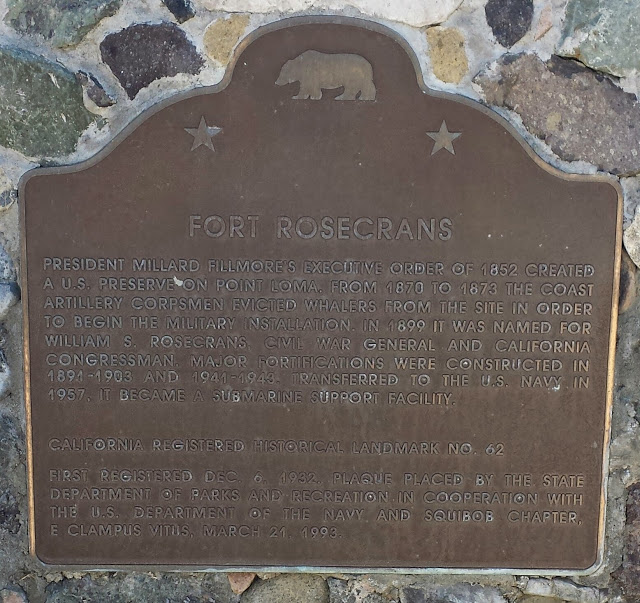 FORT ROSECRANS
PRESIDENT MILLARD FILLMORE'S EXECUTIVE ORDER OF 1852 CREATED
A U.S. PRESERVE ON POINT LOMA. FROM 1870 TO 1873 THE COAST
ARTILLERY CORPSMEN EVICTED WHALERS FROM THE SITE IN ORDER
TO BEGIN THE MILITARY INSTALLATION. IN 1899 IT WAS NAMED FOR
WILLIAM S. ROSECRANS, CIVIL WAR GENERAL AND CALIFORNIA
CONGRESSMAN. MAJOR FORTIFICATIONS WERE CONSTRUCTED IN
1891-1903 AND 1941-1943. TRANSFERRED TO THE U.S. NAVY IN
1957, IT BECAME A SUBMARINE SUPPORT FACILITY.
CALIFORNIA REGISTERED HISTORICAL LANDMARK NO. 62
FIRST REGISTERED DEC. 6, 1932. PLAQUE PLACED BY THE STATE
DEPARTMENT OF PARKS AND RECREATION IN COOPERATION WITH
THE U.S. DEPARTMENT OF THE NAVY AND SQUIBOB CHAPTER,
E CLAMPUS VITUS, MARCH 21, 1993.